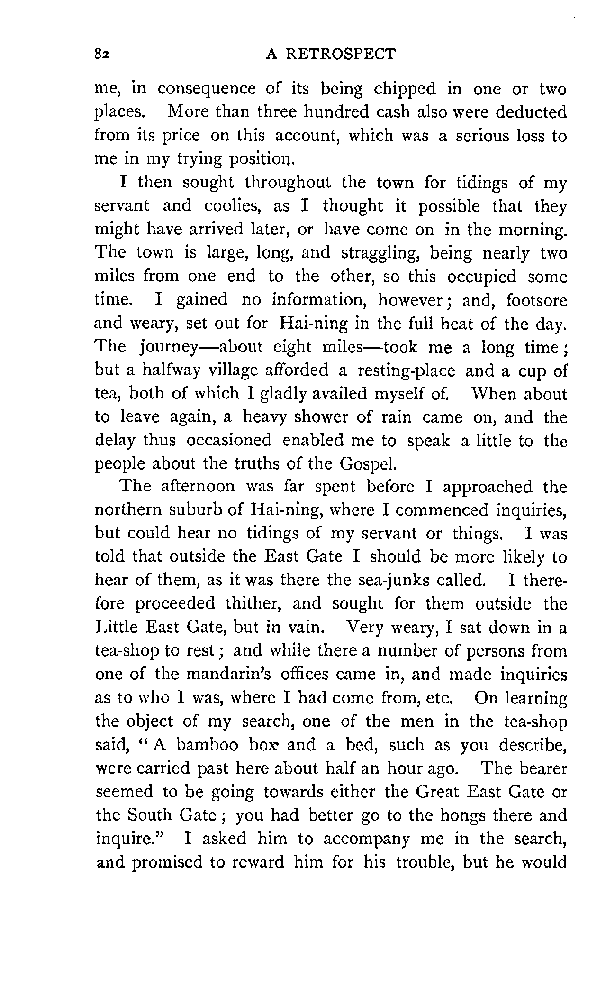 82 A RETROSPECT
me, in consequence of its being chipped in one or two
places. More than three hundred cash also were deducted
from its price on this account, which was a serious loss to
me in my trying position.
I then sought throughout the town for tidings of my
servant and coolies, as I thought it possible that they
might have arrived later, or have come on in the morning.
The town is large, long, and straggling, being nearly two
miles from one end to the other, so this occupied some
time. I gained no information, however; and, footsore
and weary, set out for Hai-ning in the full heat of the day.
The journey—about eight miles—took me a long time;
but a halfway village afforded a resting-place and a cup of
tea, both of which I gladly availed myself of. When about
to leave again, a heavy shower of rain came on, and the
delay thus occasioned enabled me to speak a little to the
people about the truths of the Gospel.
The afternoon was far spent before I approached the
northern suburb of Hai-ning, where I commenced inquiries,
but could hear no tidings of my servant or things. I was
told that outside the East Gate I should be more likely to
hear of them, as it was there the sea-junks called. I there-
fore proceeded thither, and sought for them outside the
Little East Gate, but in vain. Very weary, I sat down in a
tea-shop to rest; and while there a number of persons from
one of the mandarin's offices came in, and made inquiries
as to who I was, where I had come from, etc. On learning
the object of my search, one of the men in the tea-shop
said, "A bamboo box and a bed, such as you describe,
were carried past here about half an hour ago. The bearer
seemed to be going towards either the Great East Gate or
the South Gate; you had better go to the hongs there and
inquire." I asked him to accompany me in the search,
and promised to reward him for his trouble, but he would